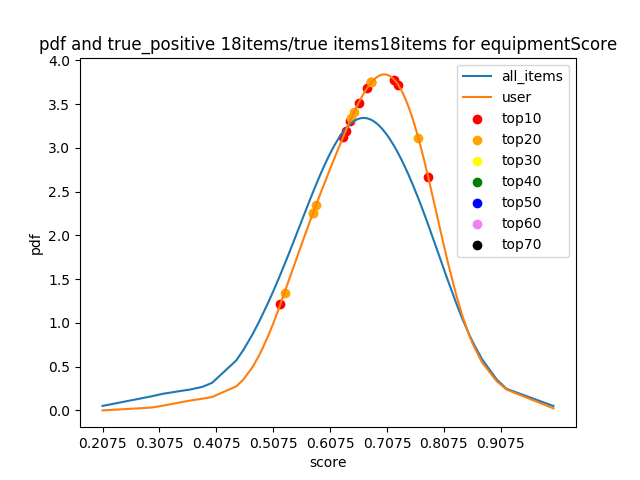 pdf and true_positive 18items/true items18items for equipmentScore
4.0
3.5
3.0
2.5
2.0
1.5
1.0
0.5
0.0
pdf
all_items
user
top10
top20
top30
top40
top50
top60
top70
0.2075 0.3075 0.4075 0.5075 0.6075 0.7075 0.8075 0.9075
score